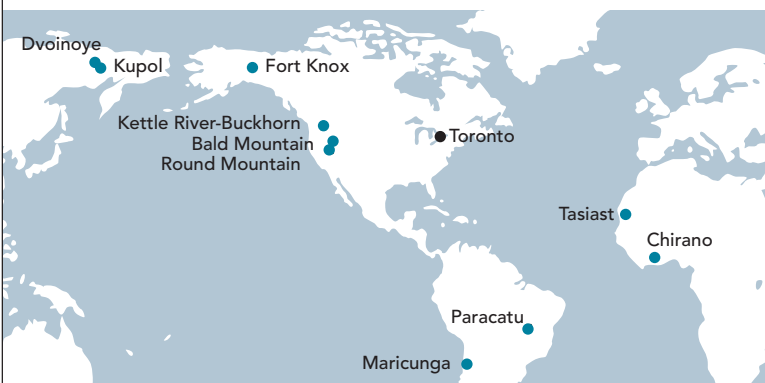 Dvoinoye
Kupol
Fort Knox
Kettle River-Buckhorn
Bald Mountain
Round Mountain
Toronto
Tasiast
Chirano
Paracatu
Maricunga